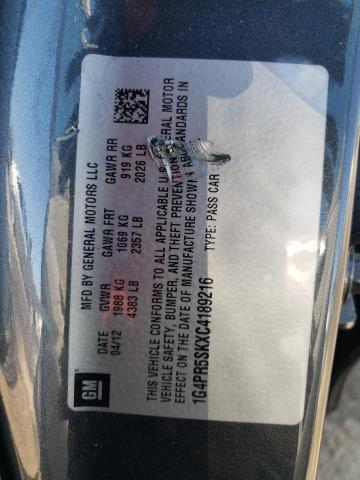 MFD BY GENERAL MOTORS LLC
DATE GVWR GAWR FRT GAWR RR
04/12 1988 KG 1069 KG 919 KG
4383 LB 2357 LB 2026 LB
THIS VEHICLE CONFORMS TO ALL APPLICABLE U.S. FEDERAL MOTOR
VEHICLE SAFETY, BUMPER, AND THEFT PREVENTION STANDARDS IN
EFFECT ON THE DATE OF MANUFACTURE SHOWN ABOVE
1G4PR5SKXC4189216 TYPE: PASS CAR
GM